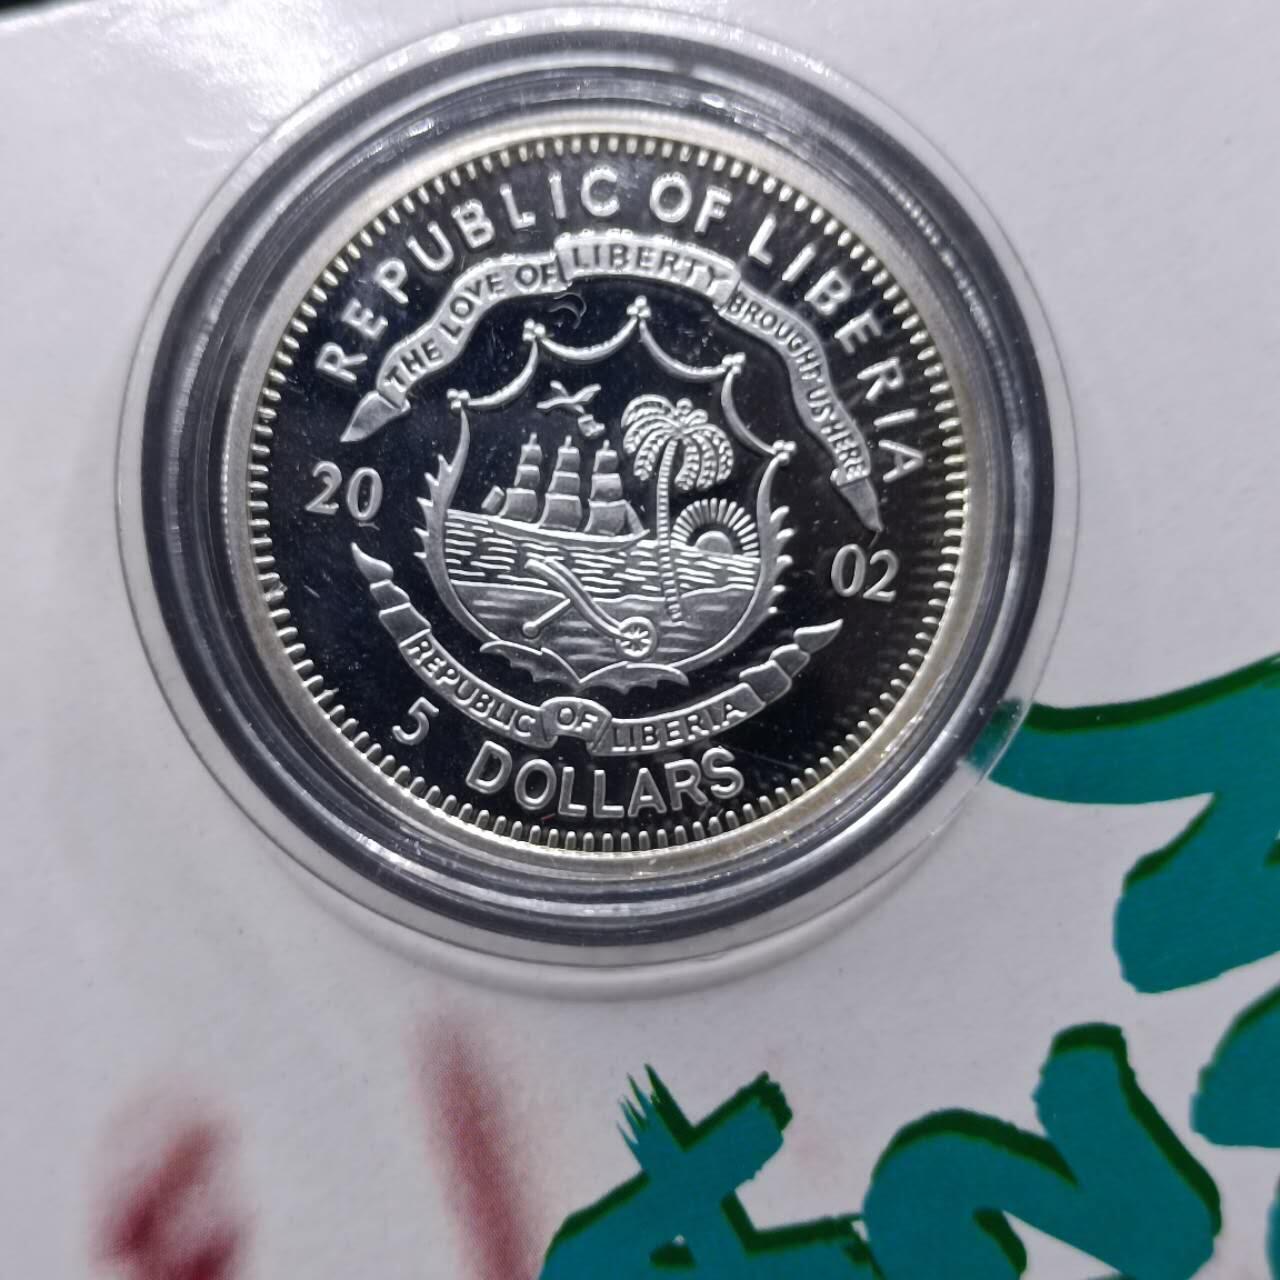 REPUBLIC OF LIBERIA
THE LOVE OF LIBERTY BROUGHT US HERE
20 02
REPUBLIC OF LIBERIA
5 DOLLARS